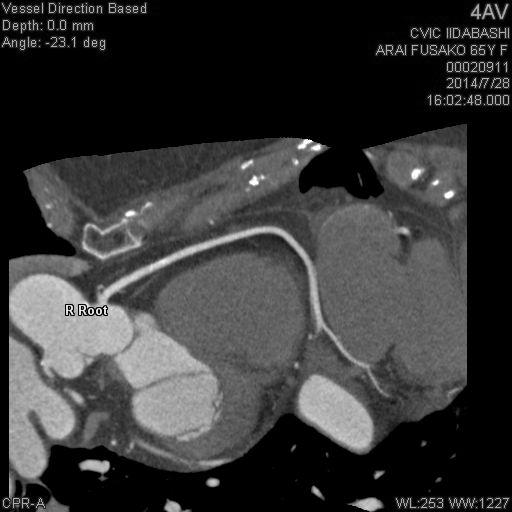 Vessel Direction Based
Depth: 0.0 mm
Angle: -23.1 deg
4AV
CVIC IIDABASHI
ARAI FUSAKO 65Y F
00020911
2014/7/28
16:02:48.000
R Root
CPR-A
WL:253 WW:1227